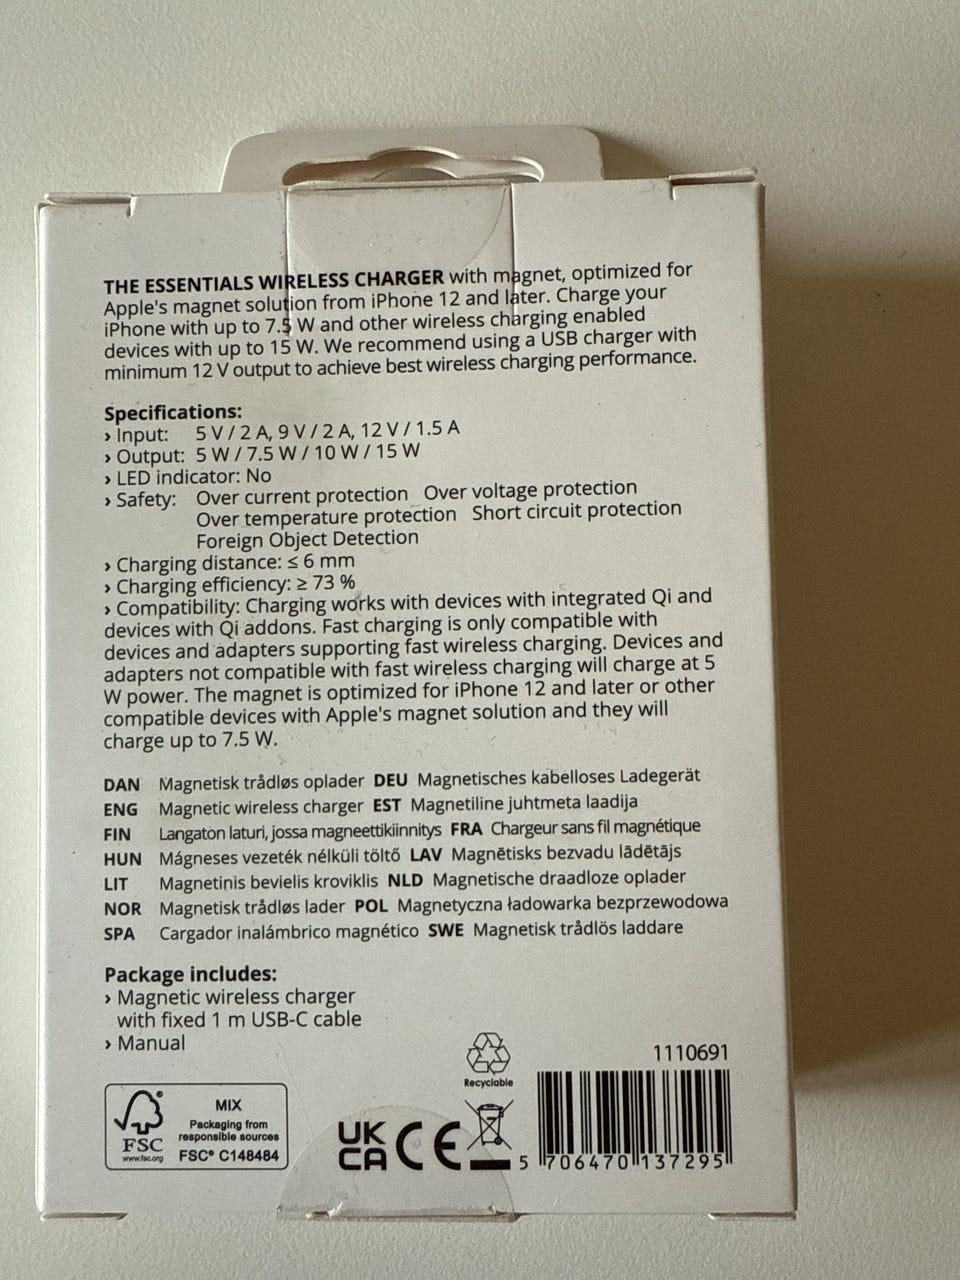 THE ESSENTIALS WIRELESS CHARGER with magnet, optimized for
Apple's magnet solution from iPhone 12 and later. Charge your
iPhone with up to 7.5 W and other wireless charging enabled
devices with up to 15 W. We recommend using a USB charger with
minimum 12 V output to achieve best wireless charging performance.
Specifications:
› Input: 5 V / 2 A, 9 V / 2 A, 12 V / 1.5 A
› Output: 5 W / 7.5 W / 10 W / 15 W
› LED indicator: No
› Safety: Over current protection Over voltage protection
Over temperature protection Short circuit protection
Foreign Object Detection
› Charging distance: ≤ 6 mm
› Charging efficiency: ≥ 73 %
› Compatibility: Charging works with devices with integrated Qi and
devices with Qi addons. Fast charging is only compatible with
devices and adapters supporting fast wireless charging. Devices and
adapters not compatible with fast wireless charging will charge at 5
W power. The magnet is optimized for iPhone 12 and later or other
compatible devices with Apple's magnet solution and they will
charge up to 7.5 W.
DAN Magnetisk trådløs oplader DEU Magnetisches kabelloses Ladegerät
ENG Magnetic wireless charger EST Magnetiline juhtmeta laadija
FIN Langaton laturi, jossa magneettikiinnitys FRA Chargeur sans fil magnétique
HUN Mágneses vezeték nélküli töltő LAV Magnētisks bezvadu lādētājs
LIT Magnetinis bevielis kroviklis NLD Magnetische draadloze oplader
NOR Magnetisk trådløs lader POL Magnetyczna ładowarka bezprzewodowa
SPA Cargador inalámbrico magnético SWE Magnetisk trådlös laddare
Package includes:
› Magnetic wireless charger
with fixed 1 m USB-C cable
› Manual
Recyclable
1110691
FSC
www.fsc.org
MIX
Packaging from
responsible sources
FSC® C148484
UK
CA
CE
5 706470 137295